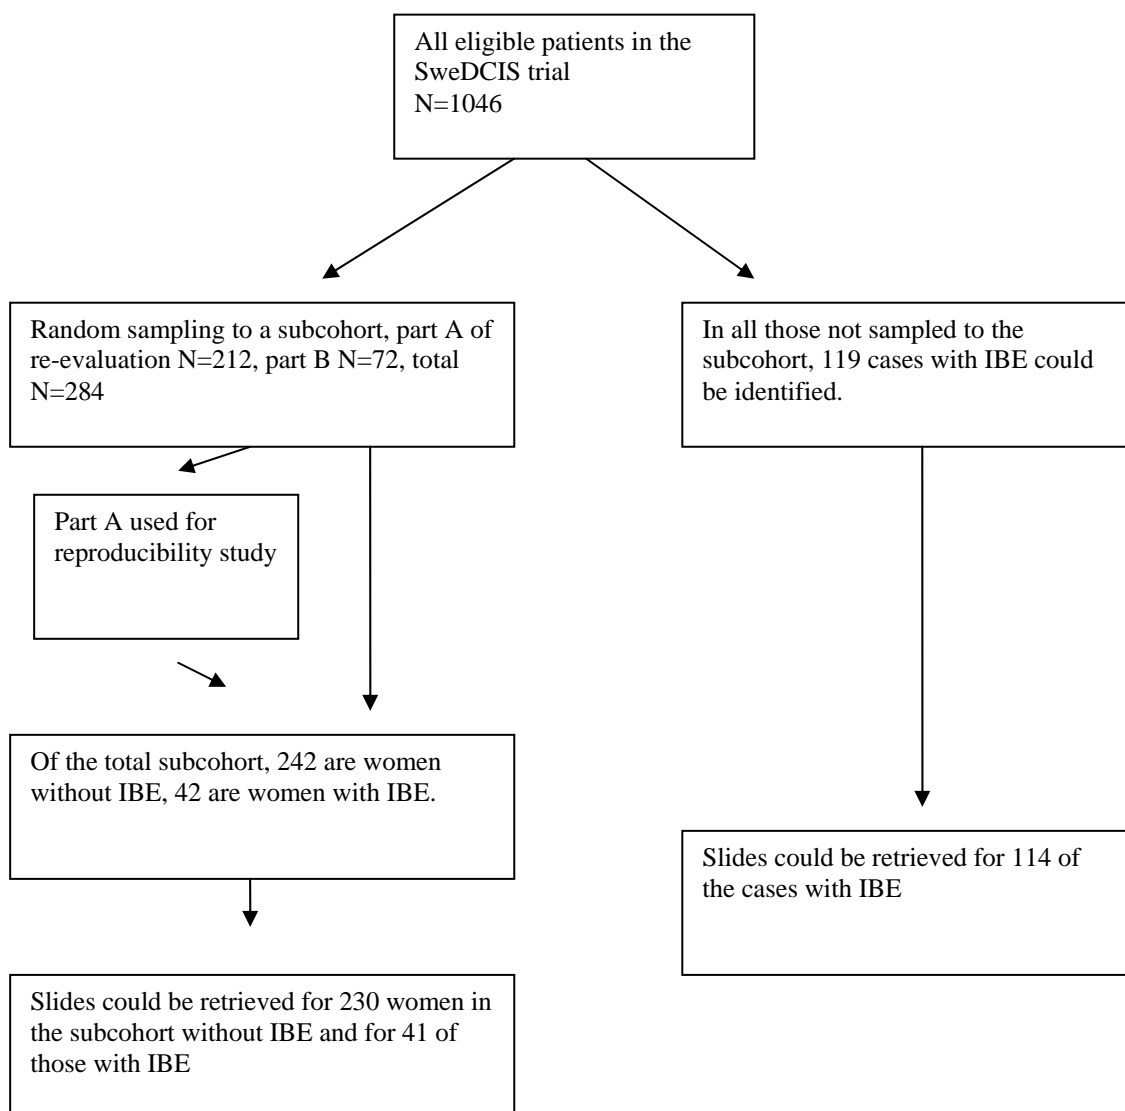 All eligible patients in the
SweDCIS trial
N=1046
Random sampling to a subcohort, part A of
re-evaluation N=212, part B N=72, total
N=284
In all those not sampled to the
subcohort, 119 cases with IBE could
be identified.
Part A used for
reproducibility study
Of the total subcohort, 242 are women
without IBE, 42 are women with IBE.
Slides could be retrieved for 114 of
the cases with IBE
Slides could be retrieved for 230 women
in the subcohort without IBE and for 41 of
those with IBE